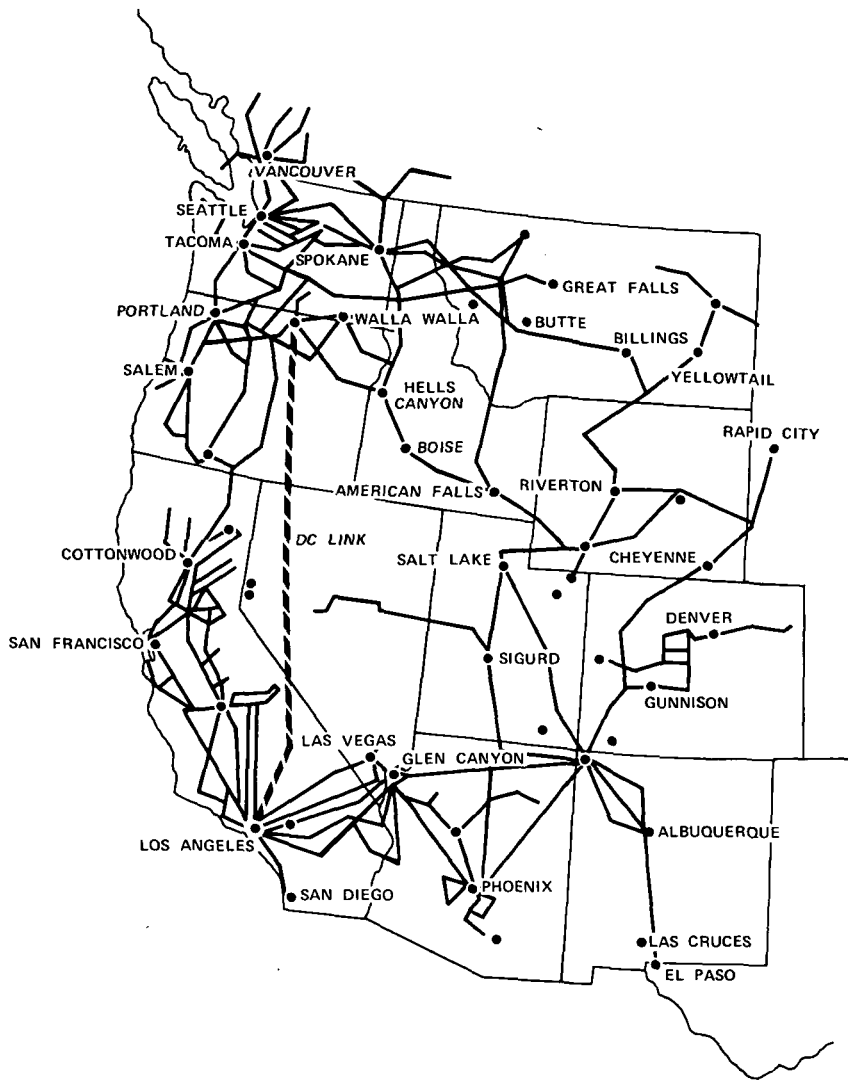 VANCOUVER
SEATTLE
TACOMA
SPOKANE
GREAT FALLS
PORTLAND
WALLA WALLA
BUTTE
BILLINGS
SALEM
YELLOWTAIL
HELLS
CANYON
RAPID CITY
BOISE
AMERICAN FALLS
RIVERTON
DC LINK
COTTONWOOD
SALT LAKE
CHEYENNE
DENVER
SAN FRANCISCO
SIGURD
GUNNISON
LAS VEGAS
GLEN CANYON
ALBUQUERQUE
LOS ANGELES
PHOENIX
SAN DIEGO
LAS CRUCES
EL PASO